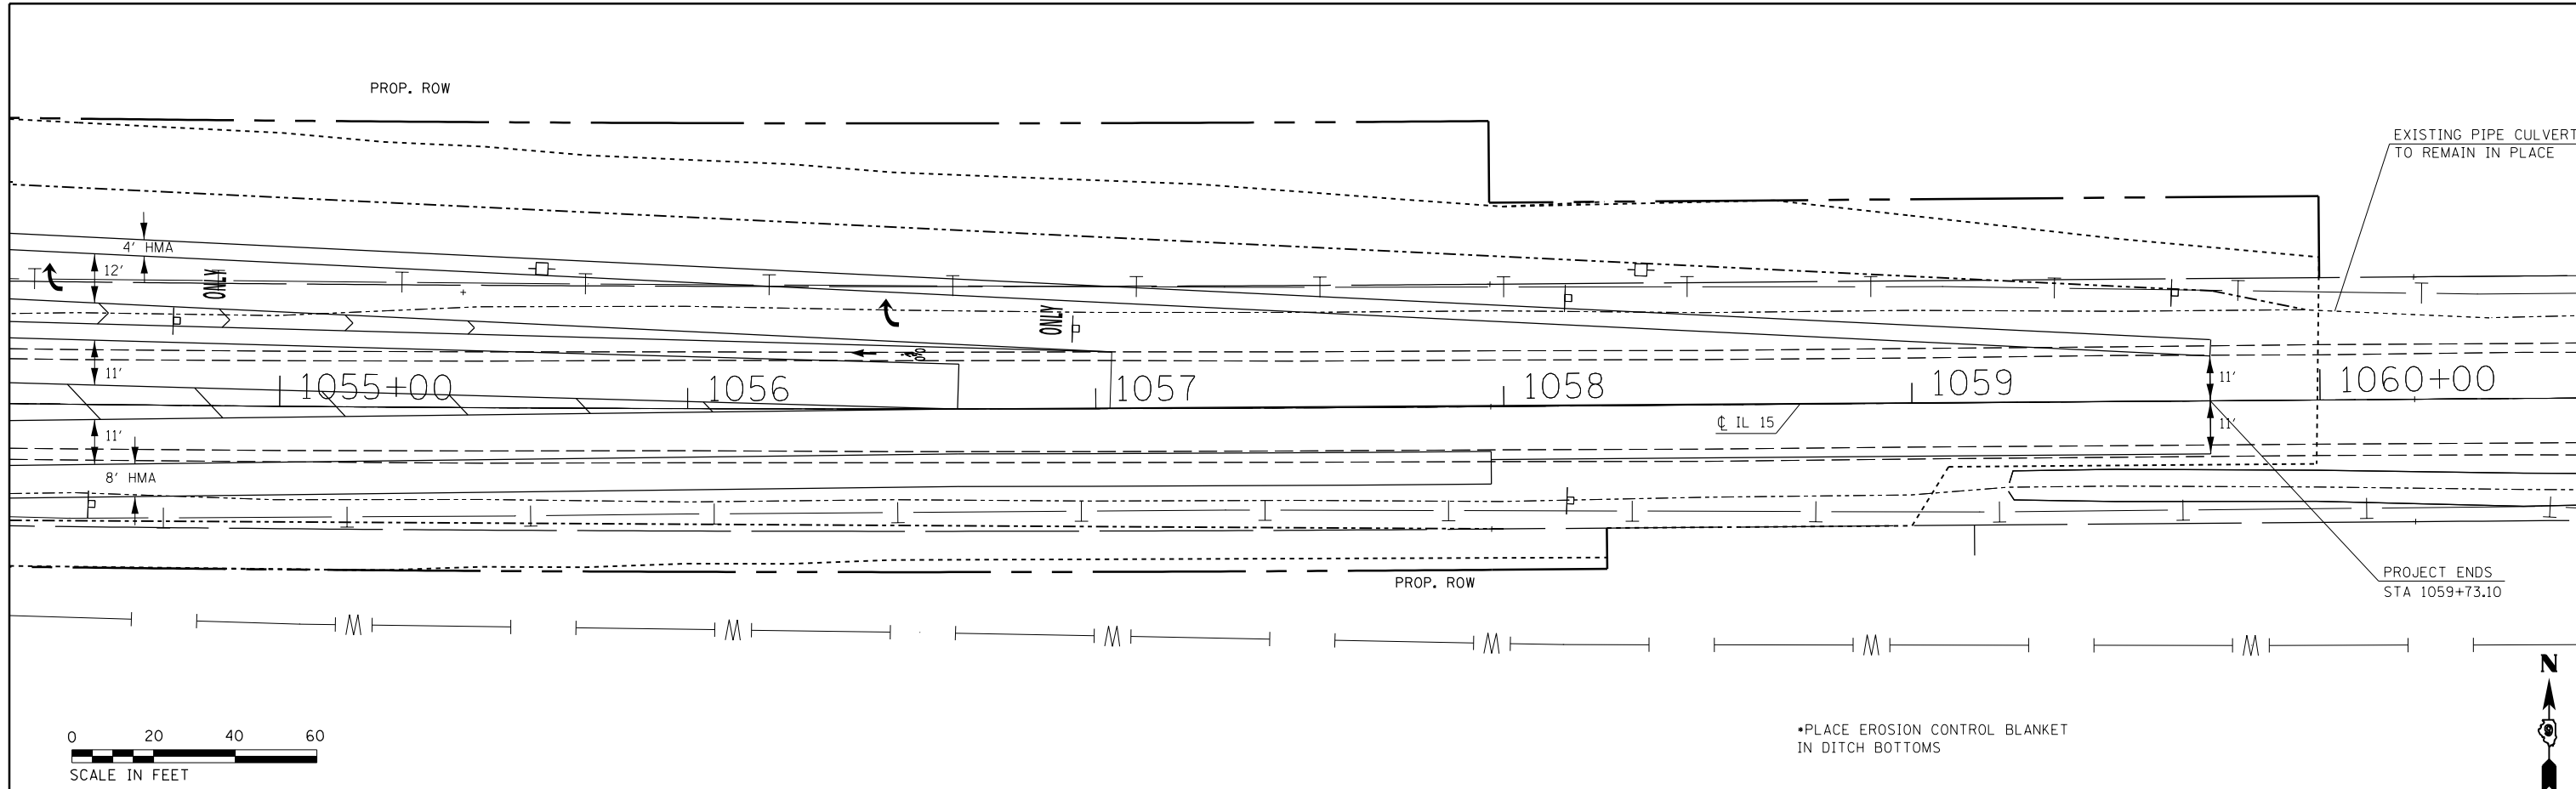 PROP. ROW
EXISTING PIPE CULVERT
TO REMAIN IN PLACE
4' HMA
12'
ONLY
ONLY
11'
1055+00
1056
1057
1058
1059
1060+00
11'
℄ IL 15
11'
11'
8' HMA
PROP. ROW
PROJECT ENDS
STA 1059+73.10
N
0 20 40 60
SCALE IN FEET
*PLACE EROSION CONTROL BLANKET
IN DITCH BOTTOMS
9